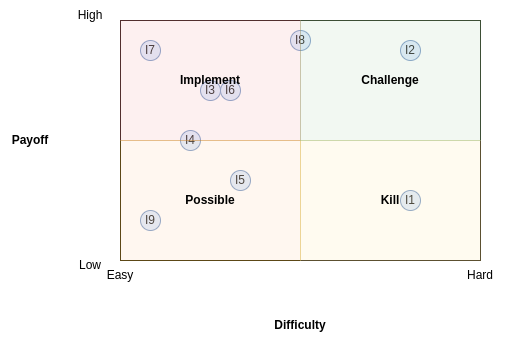 High
I8
I7
I2
Implement
Challenge
I3
I6
Payoff
I4
I5
Possible
Kill
I1
I9
Low
Easy
Hard
Difficulty